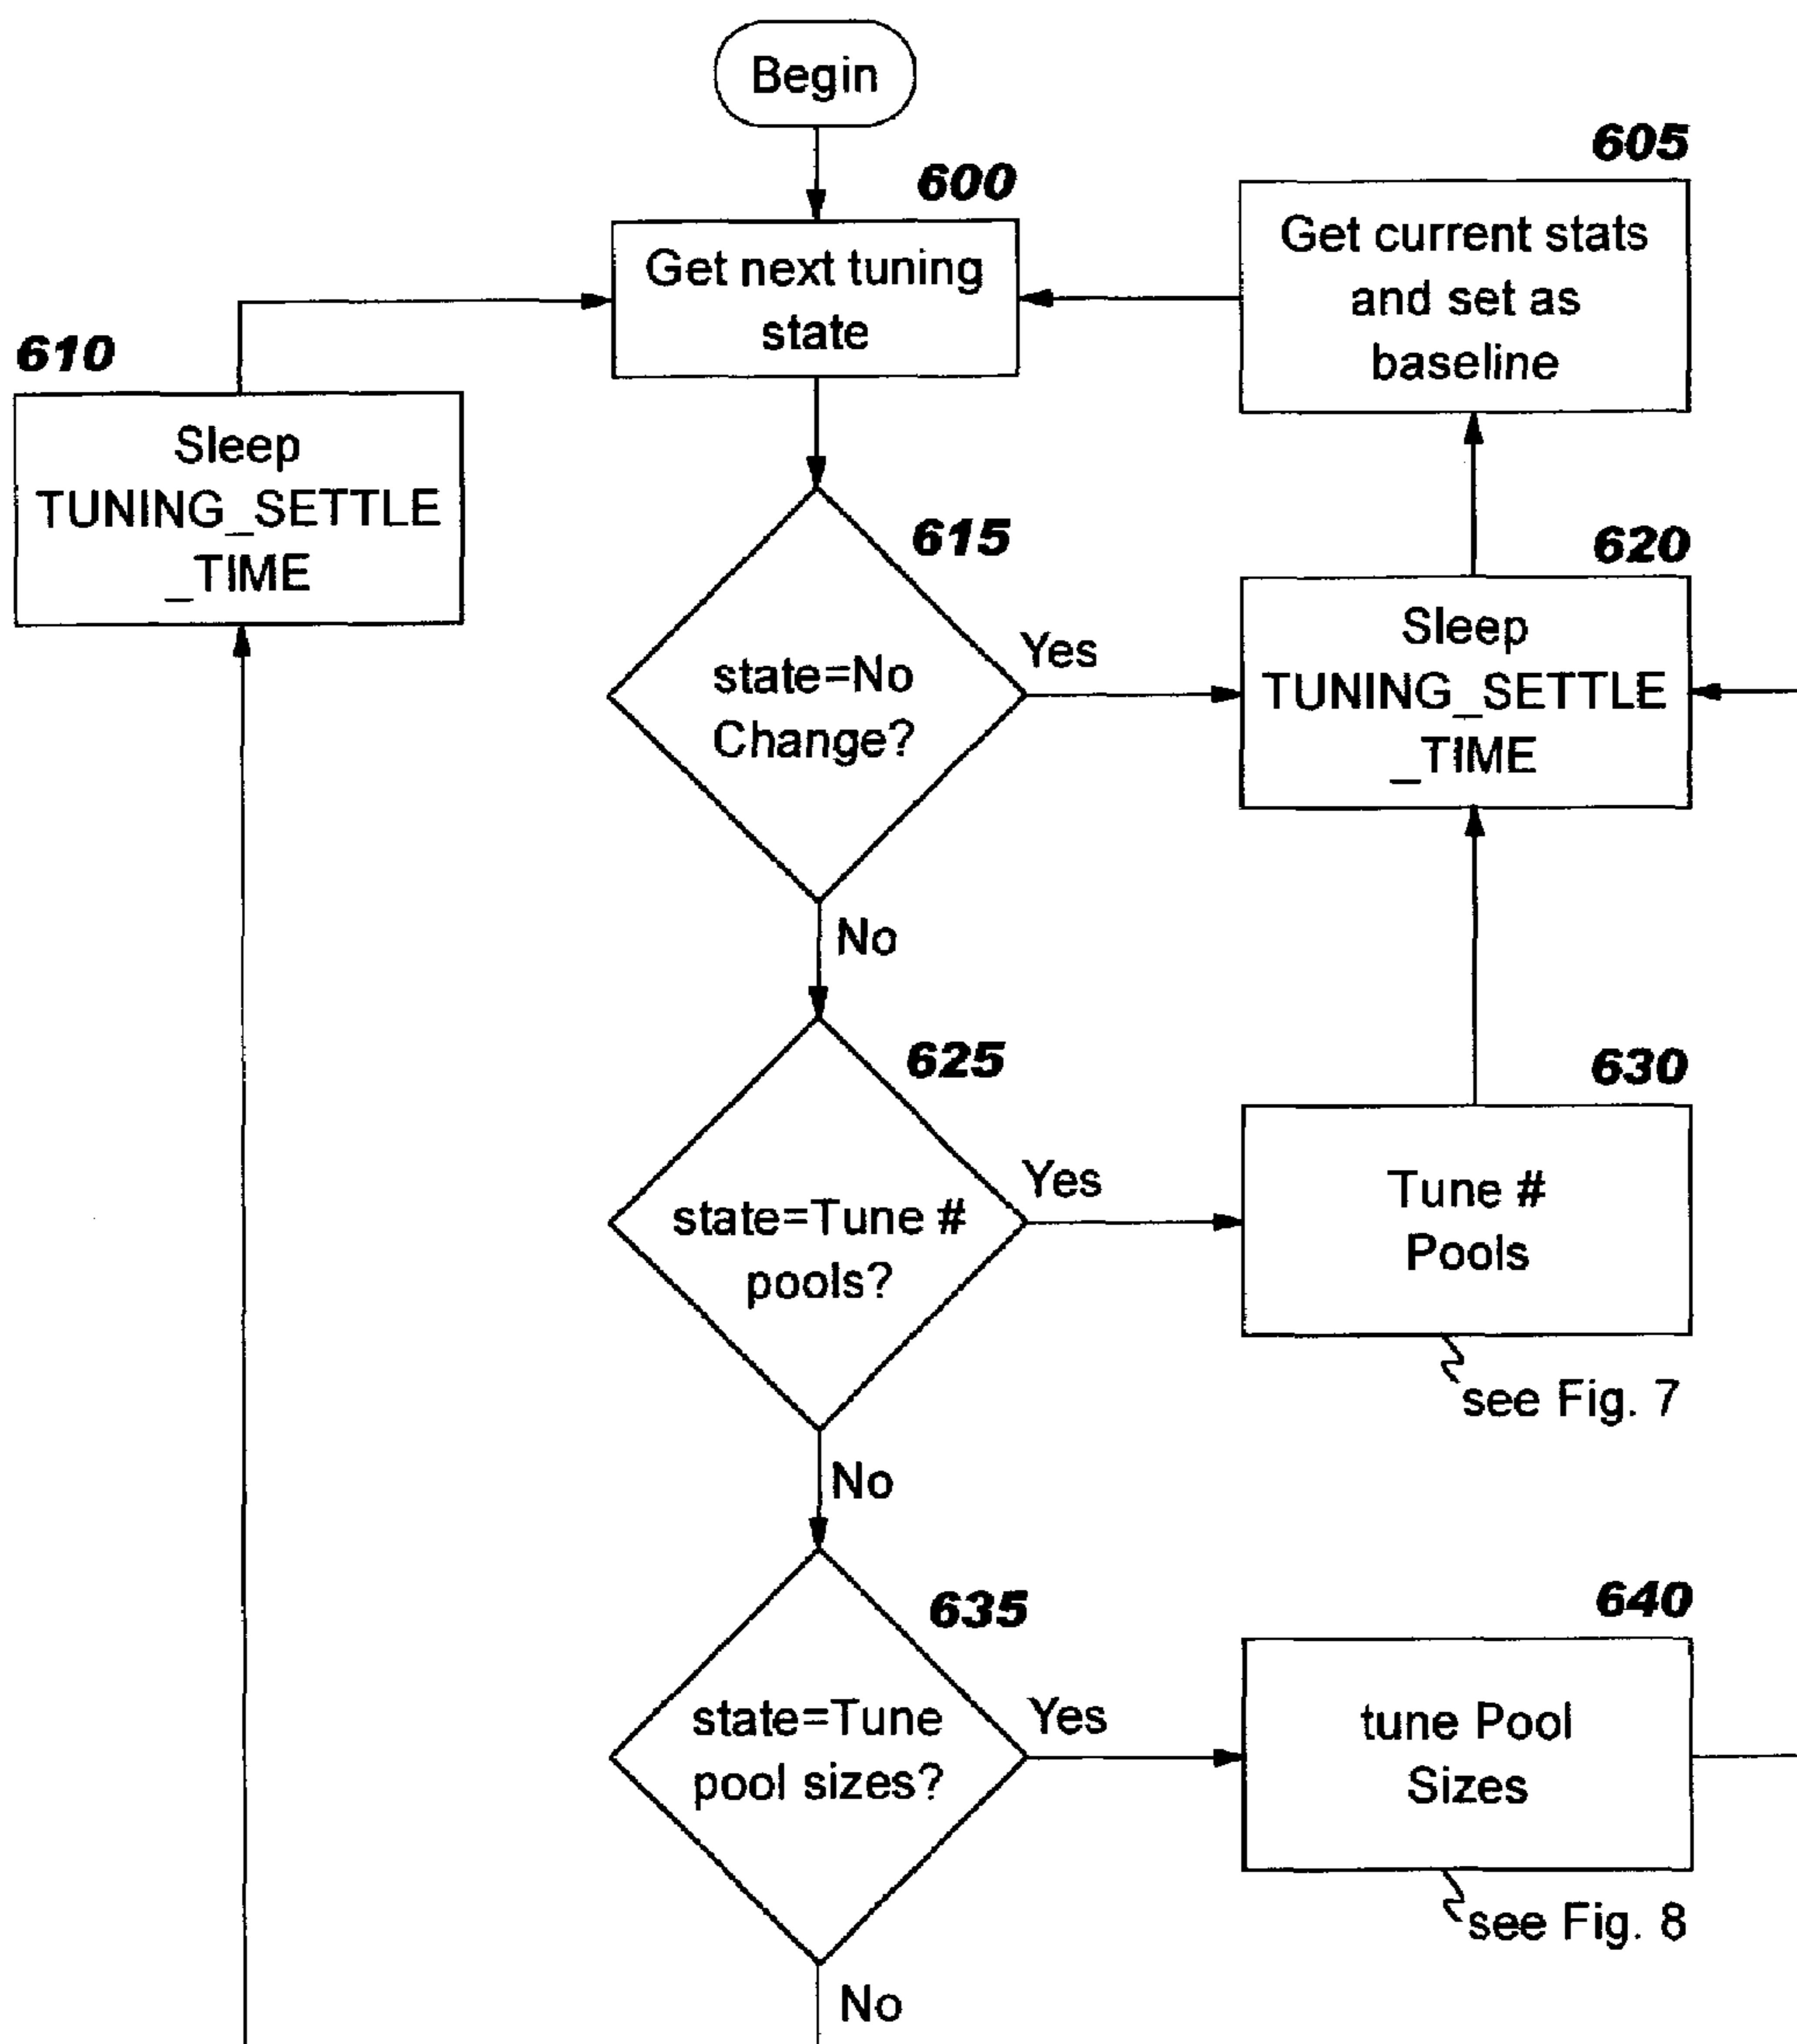 Begin
600
Get next tuning
state
605
Get current stats
and set as
baseline
610
Sleep
TUNING_SETTLE
_TIME
615
state=No
Change?
Yes
No
620
Sleep
TUNING_SETTLE
_TIME
625
state=Tune #
pools?
Yes
No
630
Tune #
Pools
see Fig. 7
635
state=Tune
pool sizes?
Yes
No
640
tune Pool
Sizes
see Fig. 8